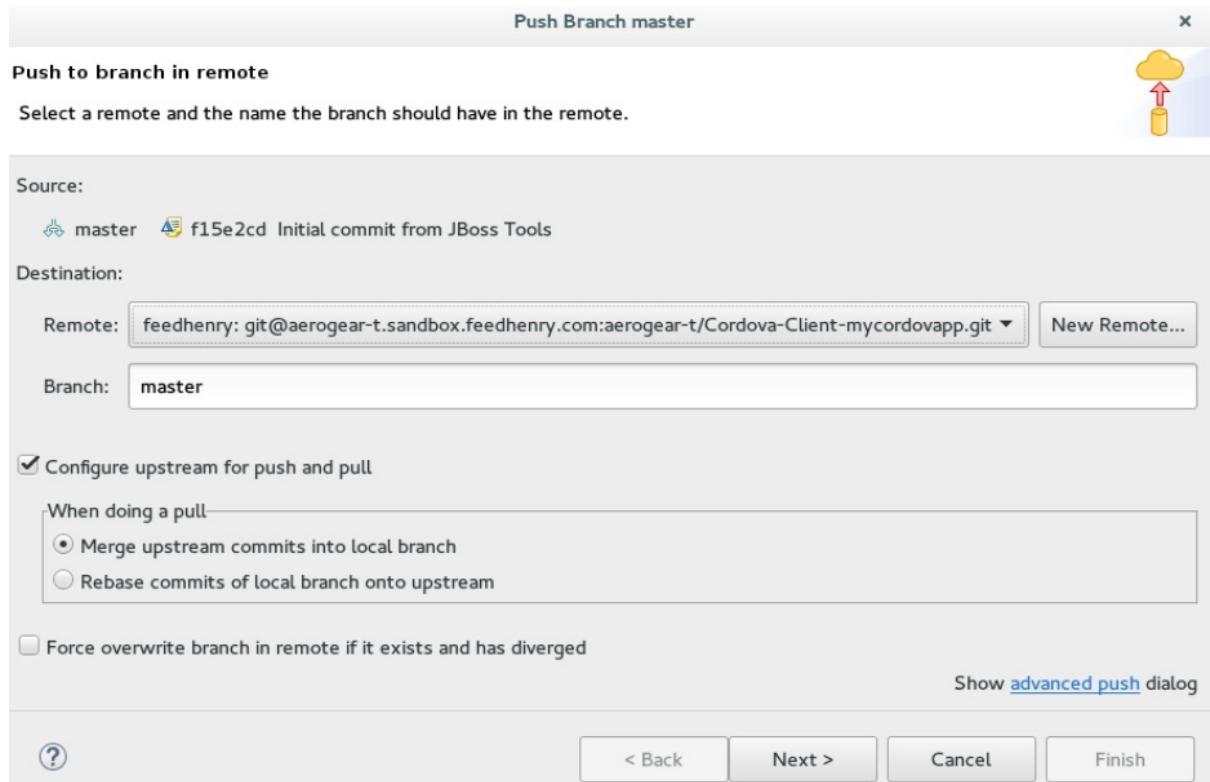 Push Branch master
×
Push to branch in remote
Select a remote and the name the branch should have in the remote.
Source:
master f15e2cd Initial commit from JBoss Tools
Destination:
Remote: feedhenry: git@aerogear-t.sandbox.feedhenry.com:aerogear-t/Cordova-Client-mycordovapp.git New Remote...
Branch: master
Configure upstream for push and pull
When doing a pull
Merge upstream commits into local branch
Rebase commits of local branch onto upstream
Force overwrite branch in remote if it exists and has diverged
Show advanced push dialog
? < Back Next > Cancel Finish